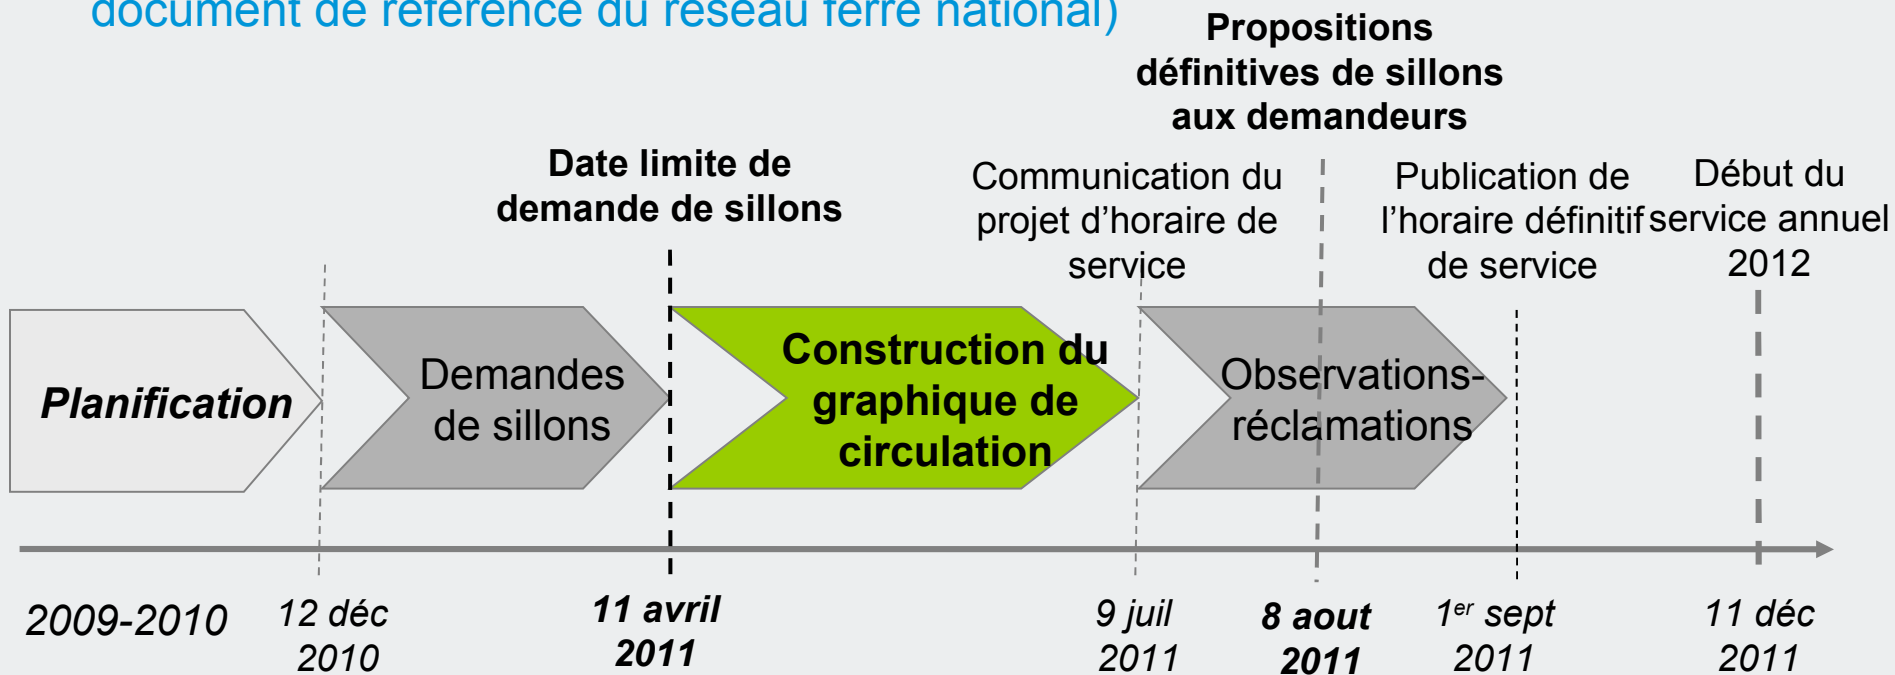 document de référence du réseau ferré national)
Propositions
définitives de sillons
aux demandeurs
Date limite de
demande de sillons
Communication du
projet d’horaire de
service
Publication de
l’horaire définitif
de service
Début du
service annuel
2012
Planification
Demandes
de sillons
Construction du
graphique de
circulation
Observations-
réclamations
2009-2010
12 déc
2010
11 avril
2011
9 juil
2011
8 aout
2011
1er sept
2011
11 déc
2011